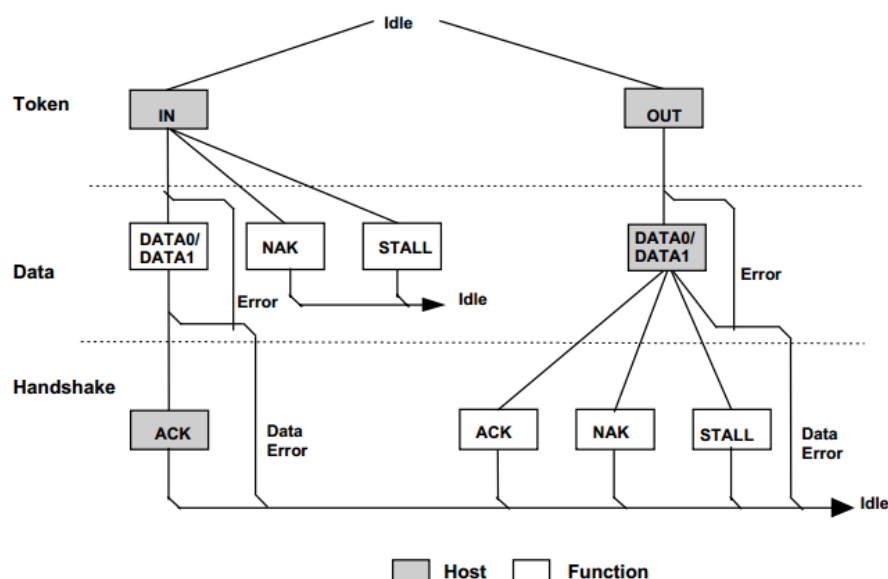 Idle
Token
IN
OUT
DATA0/
DATA1
NAK
STALL
DATA0/
DATA1
Data
Error
Idle
Error
Handshake
ACK
Data
Error
ACK
NAK
STALL
Data
Error
Idle
Host
Function